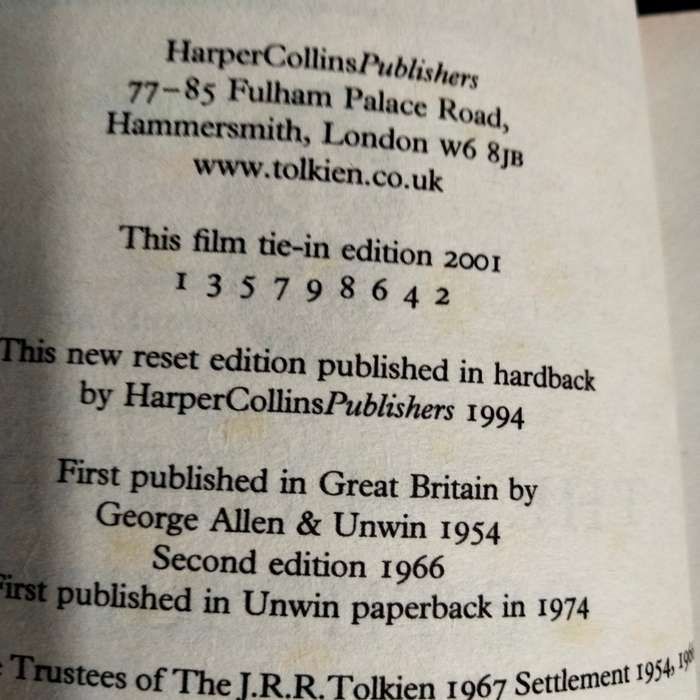 HarperCollinsPublishers
77–85 Fulham Palace Road,
Hammersmith, London W6 8JB
www.tolkien.co.uk
This film tie-in edition 2001
1 3 5 7 9 8 6 4 2
This new reset edition published in hardback
by HarperCollinsPublishers 1994
First published in Great Britain by
George Allen & Unwin 1954
Second edition 1966
First published in Unwin paperback in 1974
Trustees of The J.R.R.Tolkien 1967 Settlement 1954,